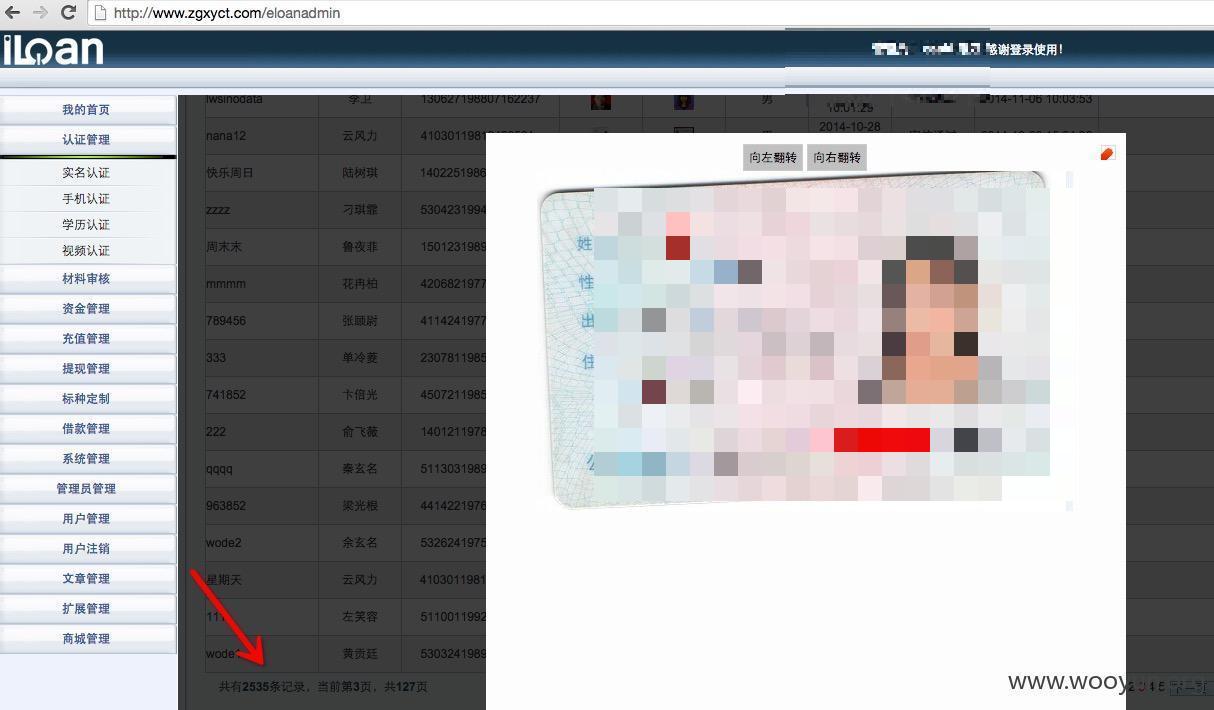 http://www.zgxyct.com/eloanadmin
iLoan
感谢登录使用!
我的首页
认证管理
实名认证
手机认证
学历认证
视频认证
材料审核
资金管理
充值管理
提现管理
标种定制
借款管理
系统管理
管理员管理
用户管理
用户注销
文章管理
扩展管理
商城管理
lwsinodata 李卫 130627198807162237 男 10:01:29 2014-11-06 10:03:53
nana12 云风力 2014-10-28
快乐周日 陆树琪 1402251986
zzzz 刁琪霏 5304231994
周末末 鲁夜菲 1501231989
mmmm 花冉柏 4206821977
789456 张颐尉 4114241977
333 单冷菱 2307811985
741852 卞倍光 4507211985
222 俞飞薇 1401211978
qqqq 秦玄名 5113031989
963852 梁光根 4414221976
wode2 余玄名 5326241975
星期天 云风力 4103011981
左笑容 5110011992
黄贡廷 5303241989
共有2535条记录，当前第3页，共127页
向左翻转 向右翻转
姓
性
出
住
www.wooy